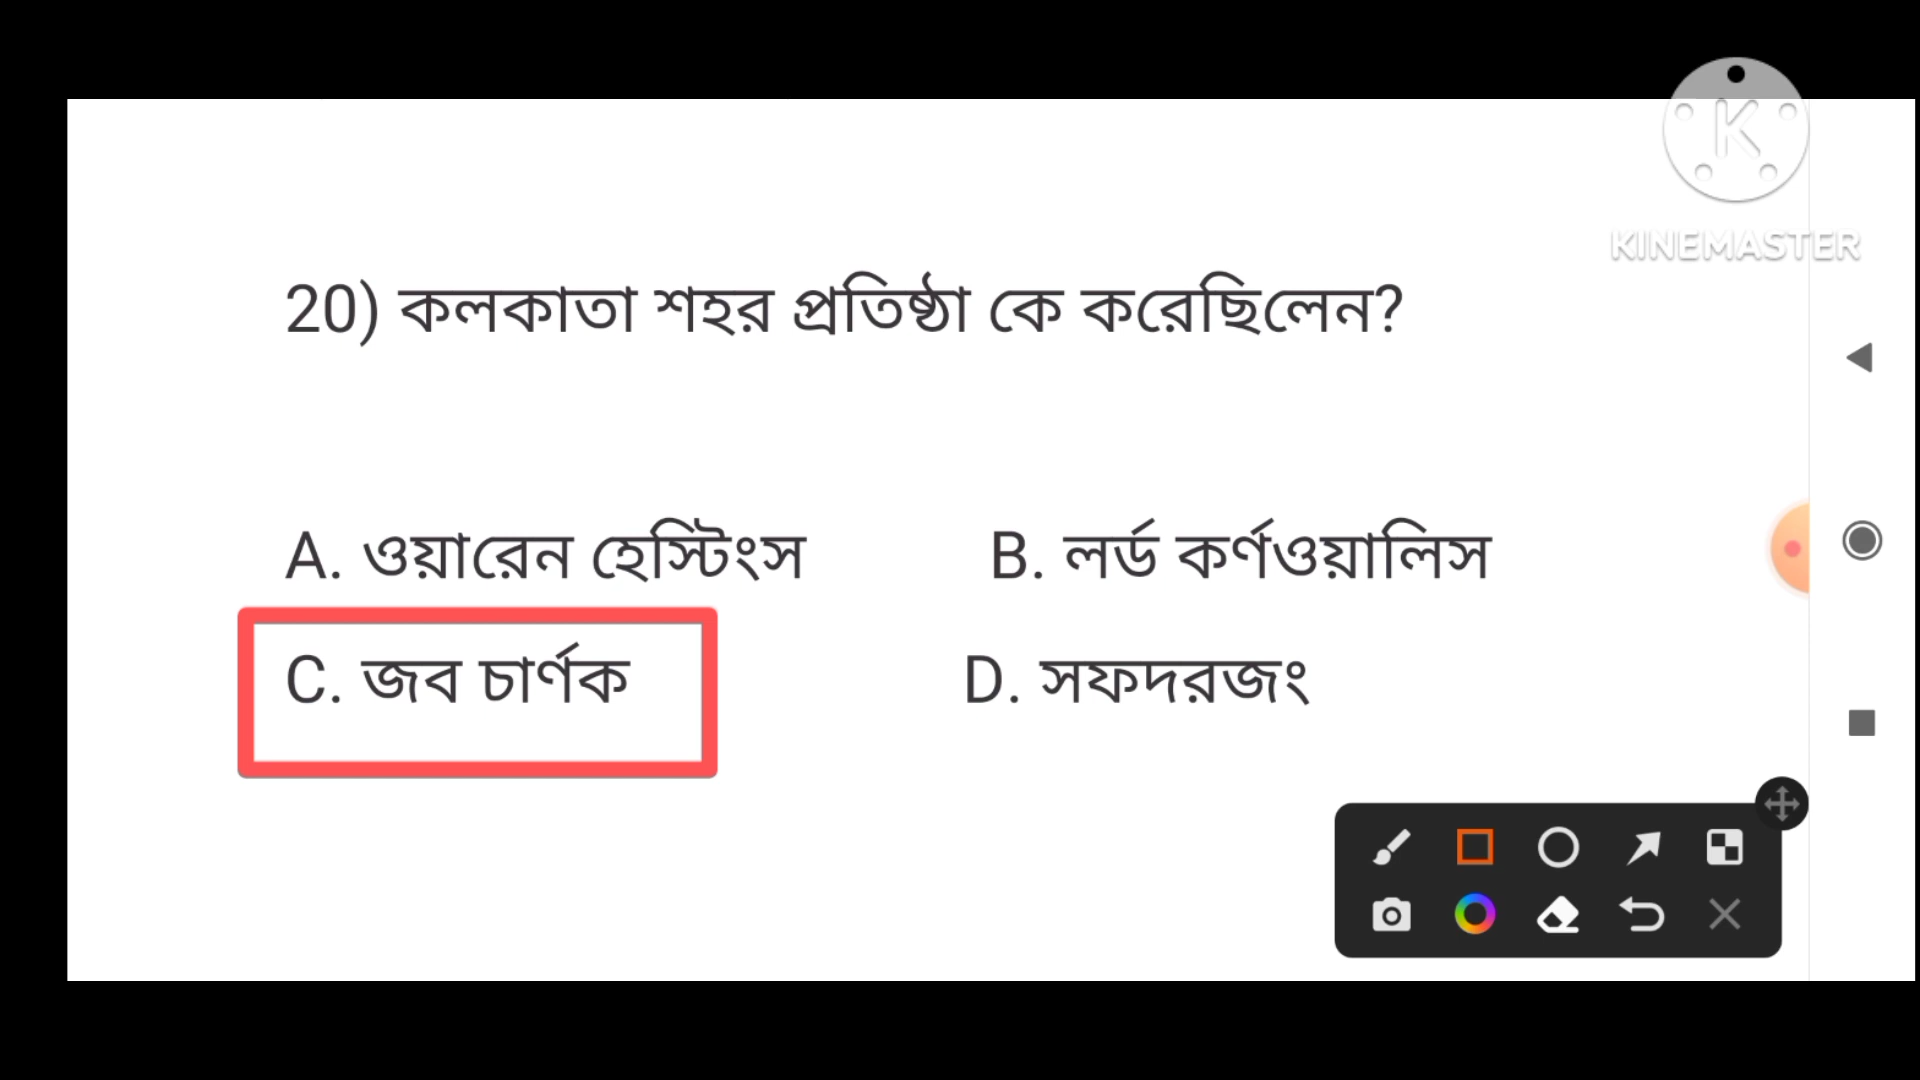 K
KINEMASTER
20) কলকাতা শহর প্রতিষ্ঠা কে করেছিলেন?
A. ওয়ারেন হেস্টিংস B. লর্ড কর্ণওয়ালিস
C. জব চার্ণক D. সফদরজং